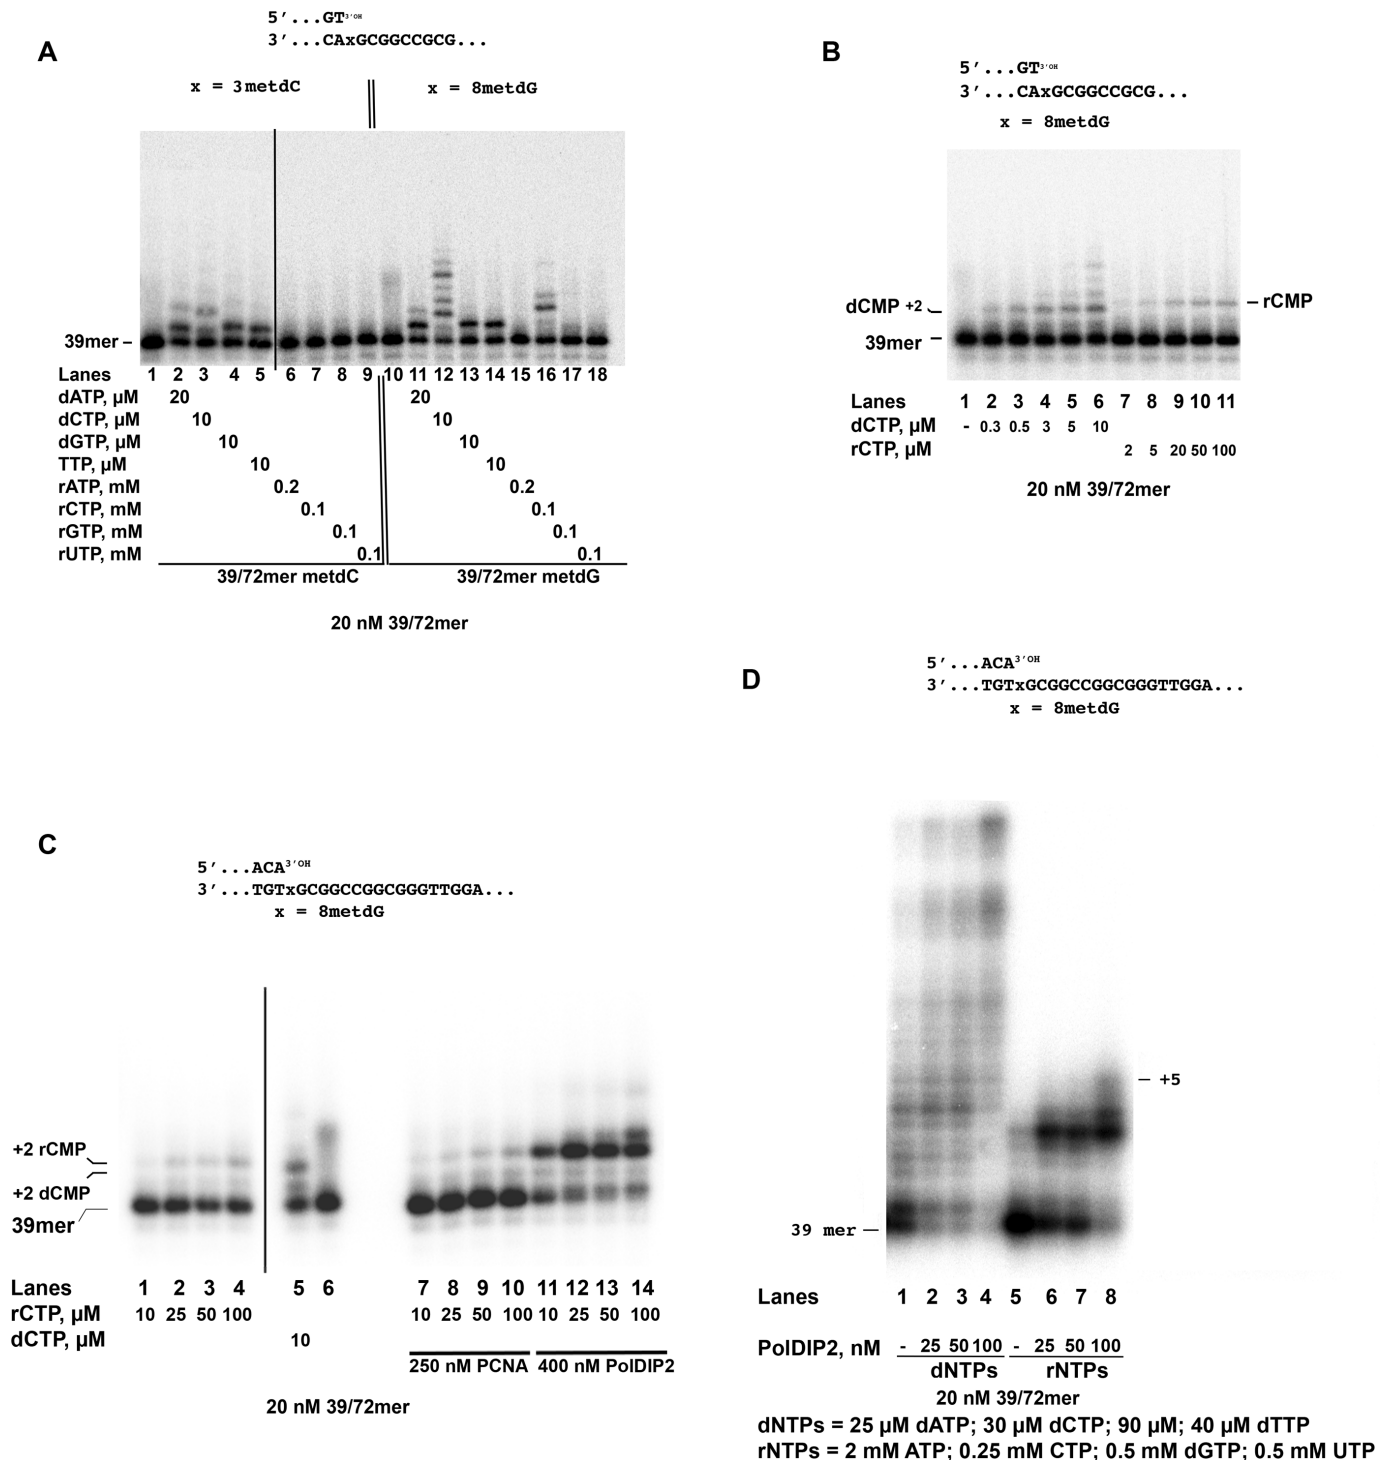 A
5′...GT3′OH
3′...CAxGCGGCCGCG...
x = 3metdC
x = 8metdG
39mer
Lanes 1 2 3 4 5 6 7 8 9 10 11 12 13 14 15 16 17 18
dATP, µM 20 20
dCTP, µM 10 10
dGTP, µM 10 10
TTP, µM 10 10
rATP, mM 0.2 0.2
rCTP, mM 0.1 0.1
rGTP, mM 0.1 0.1
rUTP, mM 0.1 0.1
39/72mer metdC 39/72mer metdG
20 nM 39/72mer
B
5′...GT3′OH
3′...CAxGCGGCCGCG...
x = 8metdG
dCMP +2
rCMP
39mer
Lanes 1 2 3 4 5 6 7 8 9 10 11
dCTP, µM - 0.3 0.5 3 5 10
rCTP, µM 2 5 20 50 100
20 nM 39/72mer
C
5′...ACA3′OH
3′...TGTxGCGGCCGGCGGGTTGGA...
x = 8metdG
+2 rCMP
+2 dCMP
39mer
Lanes 1 2 3 4 5 6 7 8 9 10 11 12 13 14
rCTP, µM 10 25 50 100 10 25 50 100 10 25 50 100
dCTP, µM 10
250 nM PCNA 400 nM PolDIP2
20 nM 39/72mer
D
5′...ACA3′OH
3′...TGTxGCGGCCGGCGGGTTGGA...
x = 8metdG
+5
39 mer
Lanes 1 2 3 4 5 6 7 8
PolDIP2, nM - 25 50 100 - 25 50 100
dNTPs rNTPs
20 nM 39/72mer
dNTPs = 25 µM dATP; 30 µM dCTP; 90 µM; 40 µM dTTP
rNTPs = 2 mM ATP; 0.25 mM CTP; 0.5 mM dGTP; 0.5 mM UTP